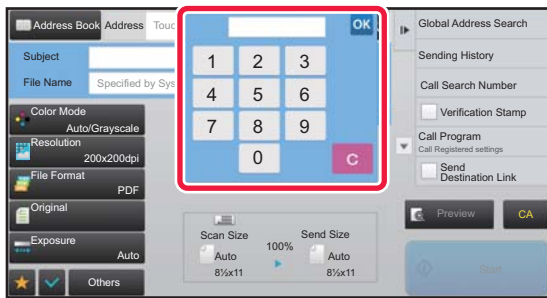 Address Book
Address
Touc
OK
Subject
File Name
Specified by Sys
1 2 3
4 5 6
7 8 9
0 C
Color Mode
Auto/Grayscale
Resolution
200x200dpi
File Format
PDF
Original
Exposure
Auto
Others
Scan Size
100%
Send Size
Auto
Auto
8½x11
8½x11
Global Address Search
Sending History
Call Search Number
Verification Stamp
Call Program
Call Registered settings
Send
Destination Link
Preview
CA
Start